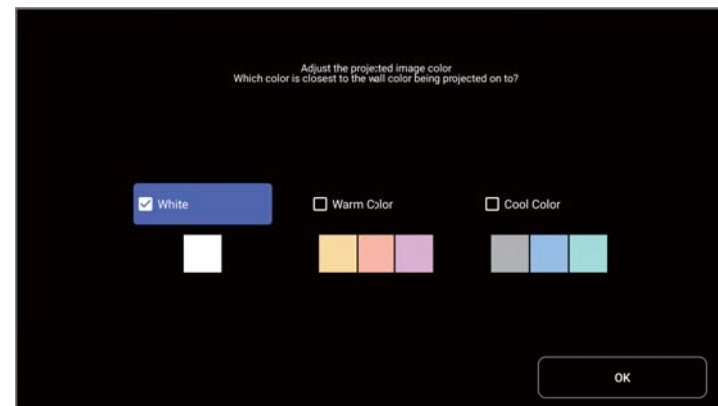 Adjust the projected image color
Which color is closest to the wall color being projected on to?
White
Warm Color
Cool Color
OK